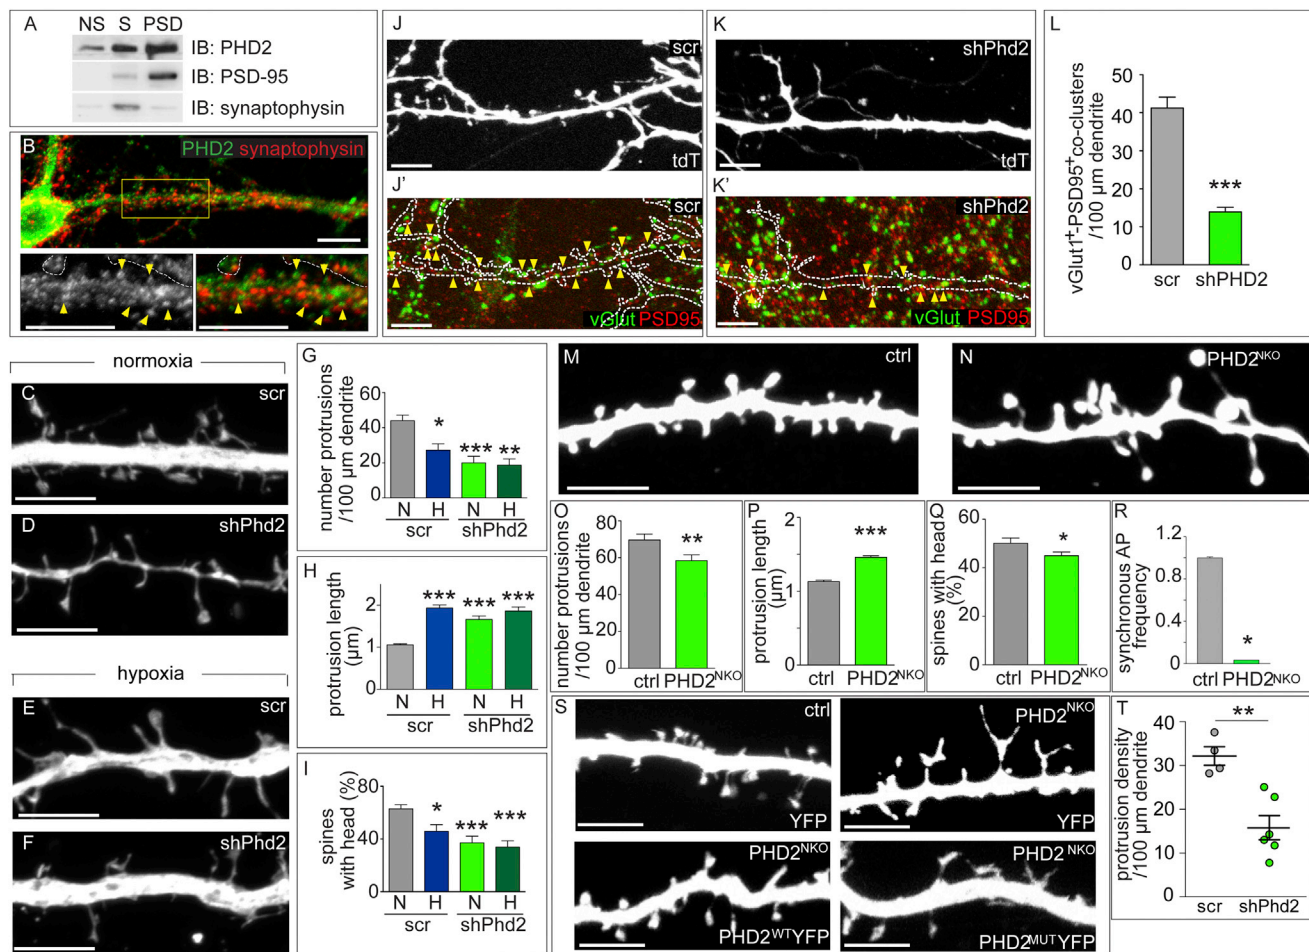 A
NS S PSD
IB: PHD2
IB: PSD-95
IB: synaptophysin
B
PHD2 synaptophysin
normoxia
C
scr
D
shPhd2
hypoxia
E
scr
F
shPhd2
G
number protrusions
/100 µm dendrite
60
40
20
0
*
***
**
N H N H
scr shPhd2
H
protrusion length
(µm)
2
1
0
***
***
***
N H N H
scr shPhd2
I
spines
with head (%)
80
40
0
*
***
***
N H N H
scr shPhd2
J
scr
tdT
J'
scr
vGlut PSD95
K
shPhd2
tdT
K'
shPhd2
vGlut PSD95
L
vGlut1+-PSD95+co-clusters
/100 µm dendrite
50
40
30
20
10
0
***
scr shPHD2
M
ctrl
N
PHD2NKO
O
number protrusions
/100 µm dendrite
80
60
40
20
0
**
ctrl PHD2NKO
P
protrusion length
(µm)
2
1
0
***
ctrl PHD2NKO
Q
spines with heads
(%)
60
40
20
0
*
ctrl PHD2NKO
R
synchronous AP
frequency
1.2
0.8
0.4
0
*
ctrl PHD2NKO
S
ctrl
YFP
PHD2NKO
YFP
PHD2NKO
PHD2WTYFP
PHD2NKO
PHD2MUTYFP
T
protrusion density
/100 µm dendrite
40
30
20
10
0
**
scr shPhd2